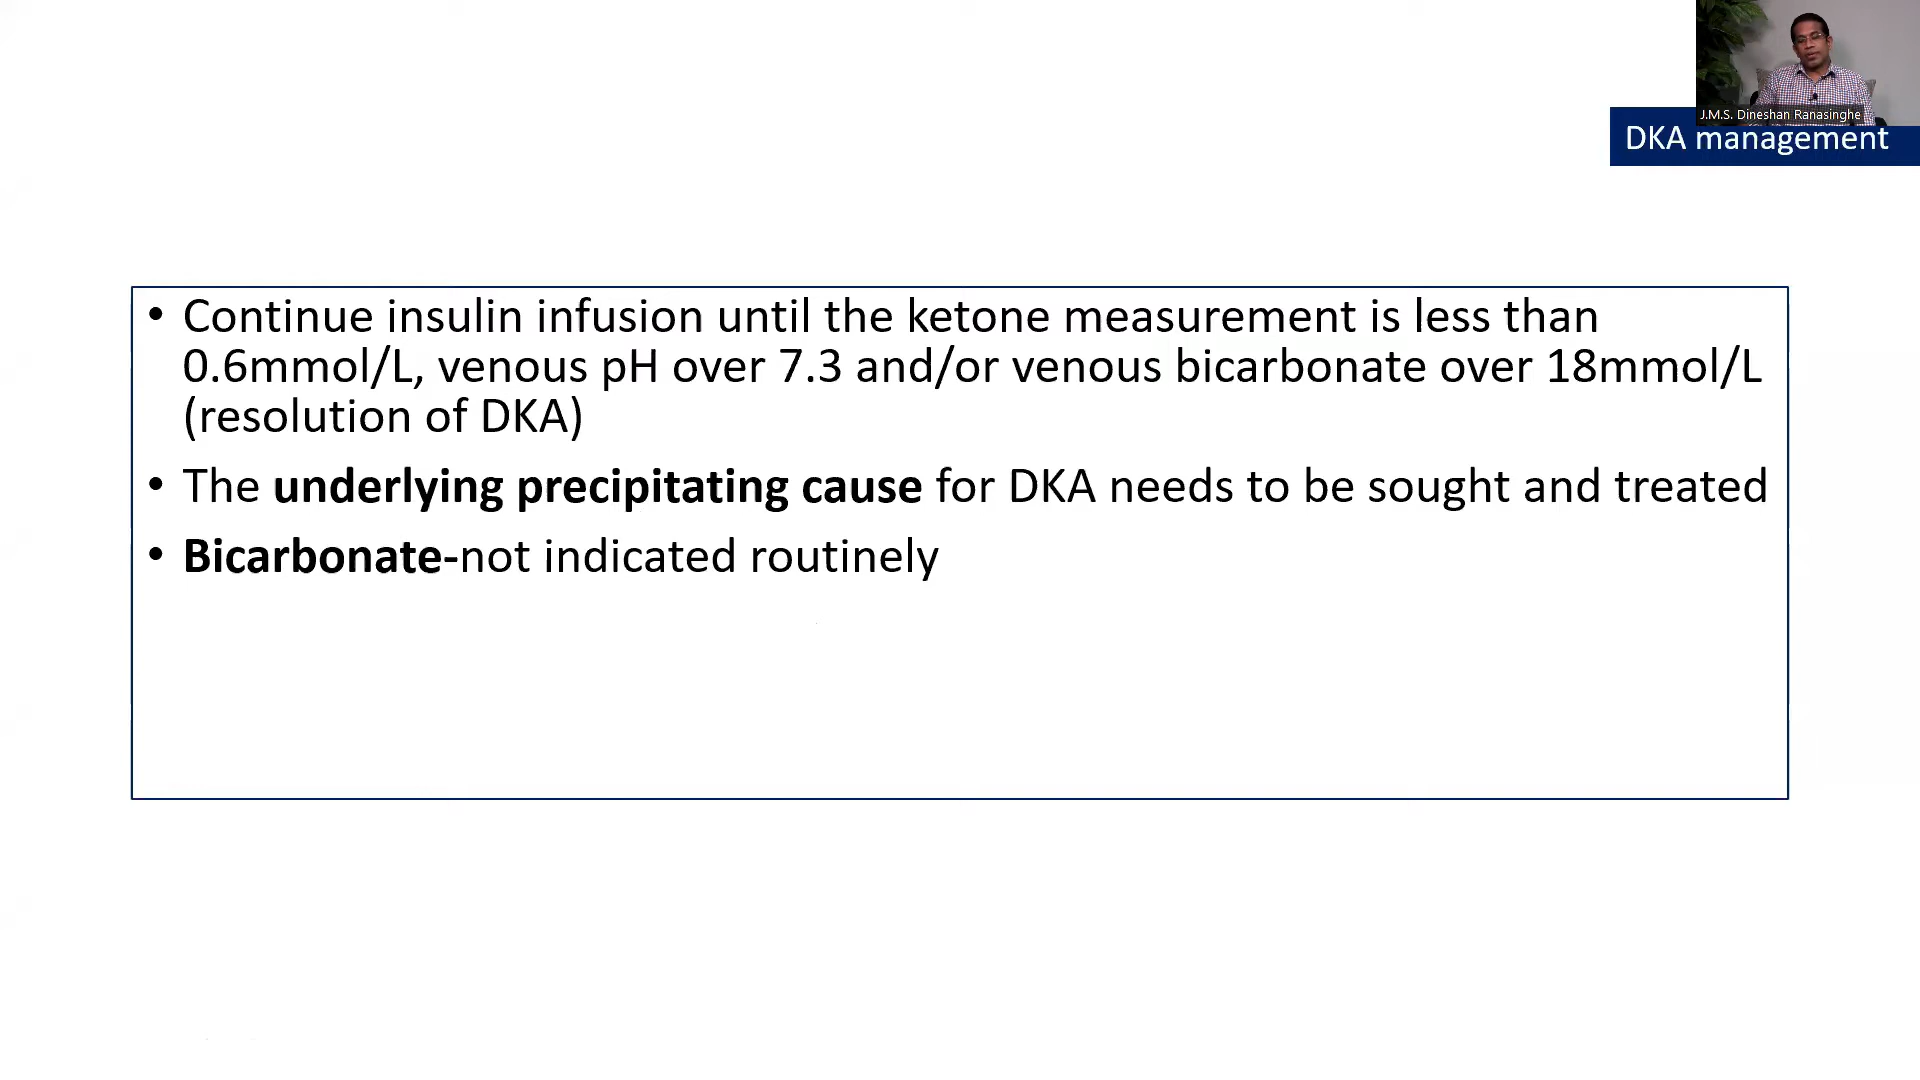 J.M.S. Dineshan Ranasinghe
DKA management
• Continue insulin infusion until the ketone measurement is less than
0.6mmol/L, venous pH over 7.3 and/or venous bicarbonate over 18mmol/L
(resolution of DKA)
• The underlying precipitating cause for DKA needs to be sought and treated
• Bicarbonate-not indicated routinely